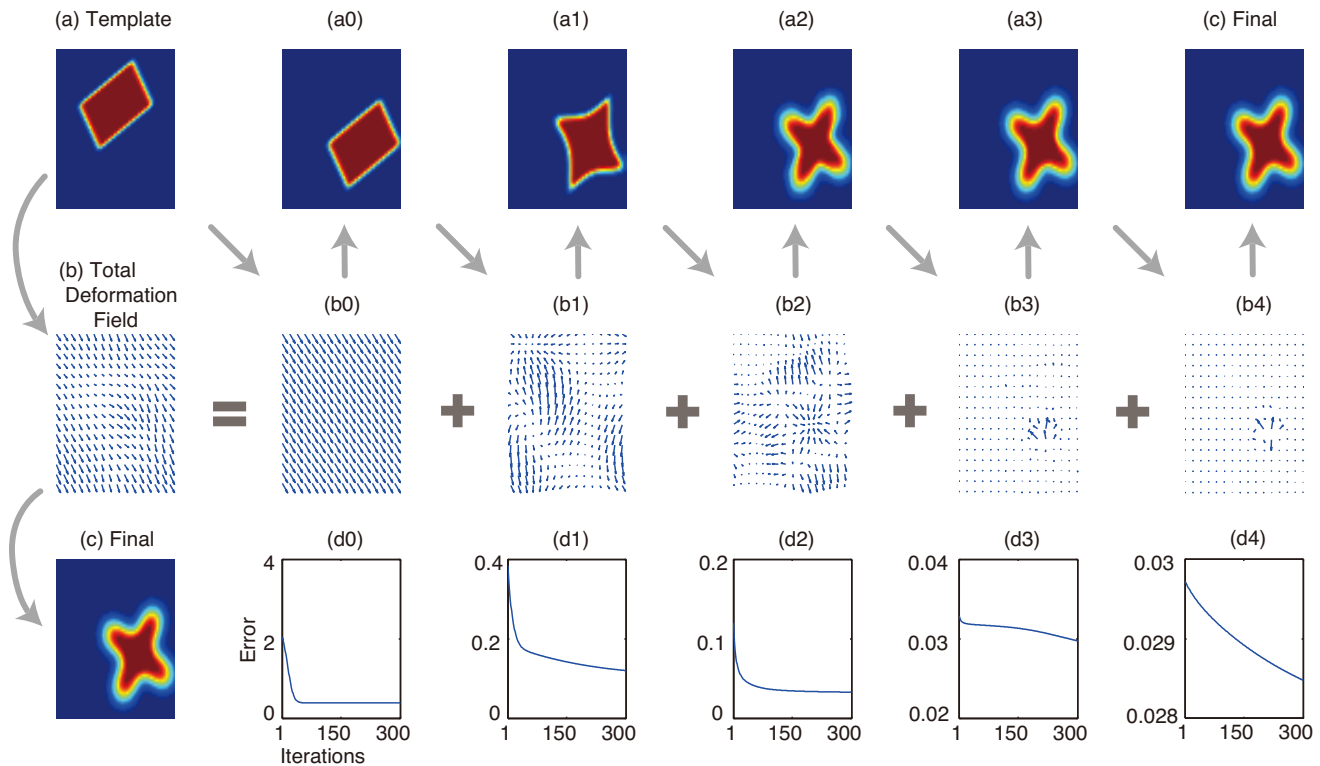 (a) Template
(a0)
(a1)
(a2)
(a3)
(c) Final
(b) Total
Deformation
Field
(b0)
(b1)
(b2)
(b3)
(b4)
=
+
+
+
+
(c) Final
(d0)
(d1)
(d2)
(d3)
(d4)
Error
4
2
0
1 150 300
Iterations
0.4
0.2
0
1 150 300
0.2
0.1
0
1 150 300
0.04
0.03
0.02
1 150 300
0.03
0.029
0.028
1 150 300